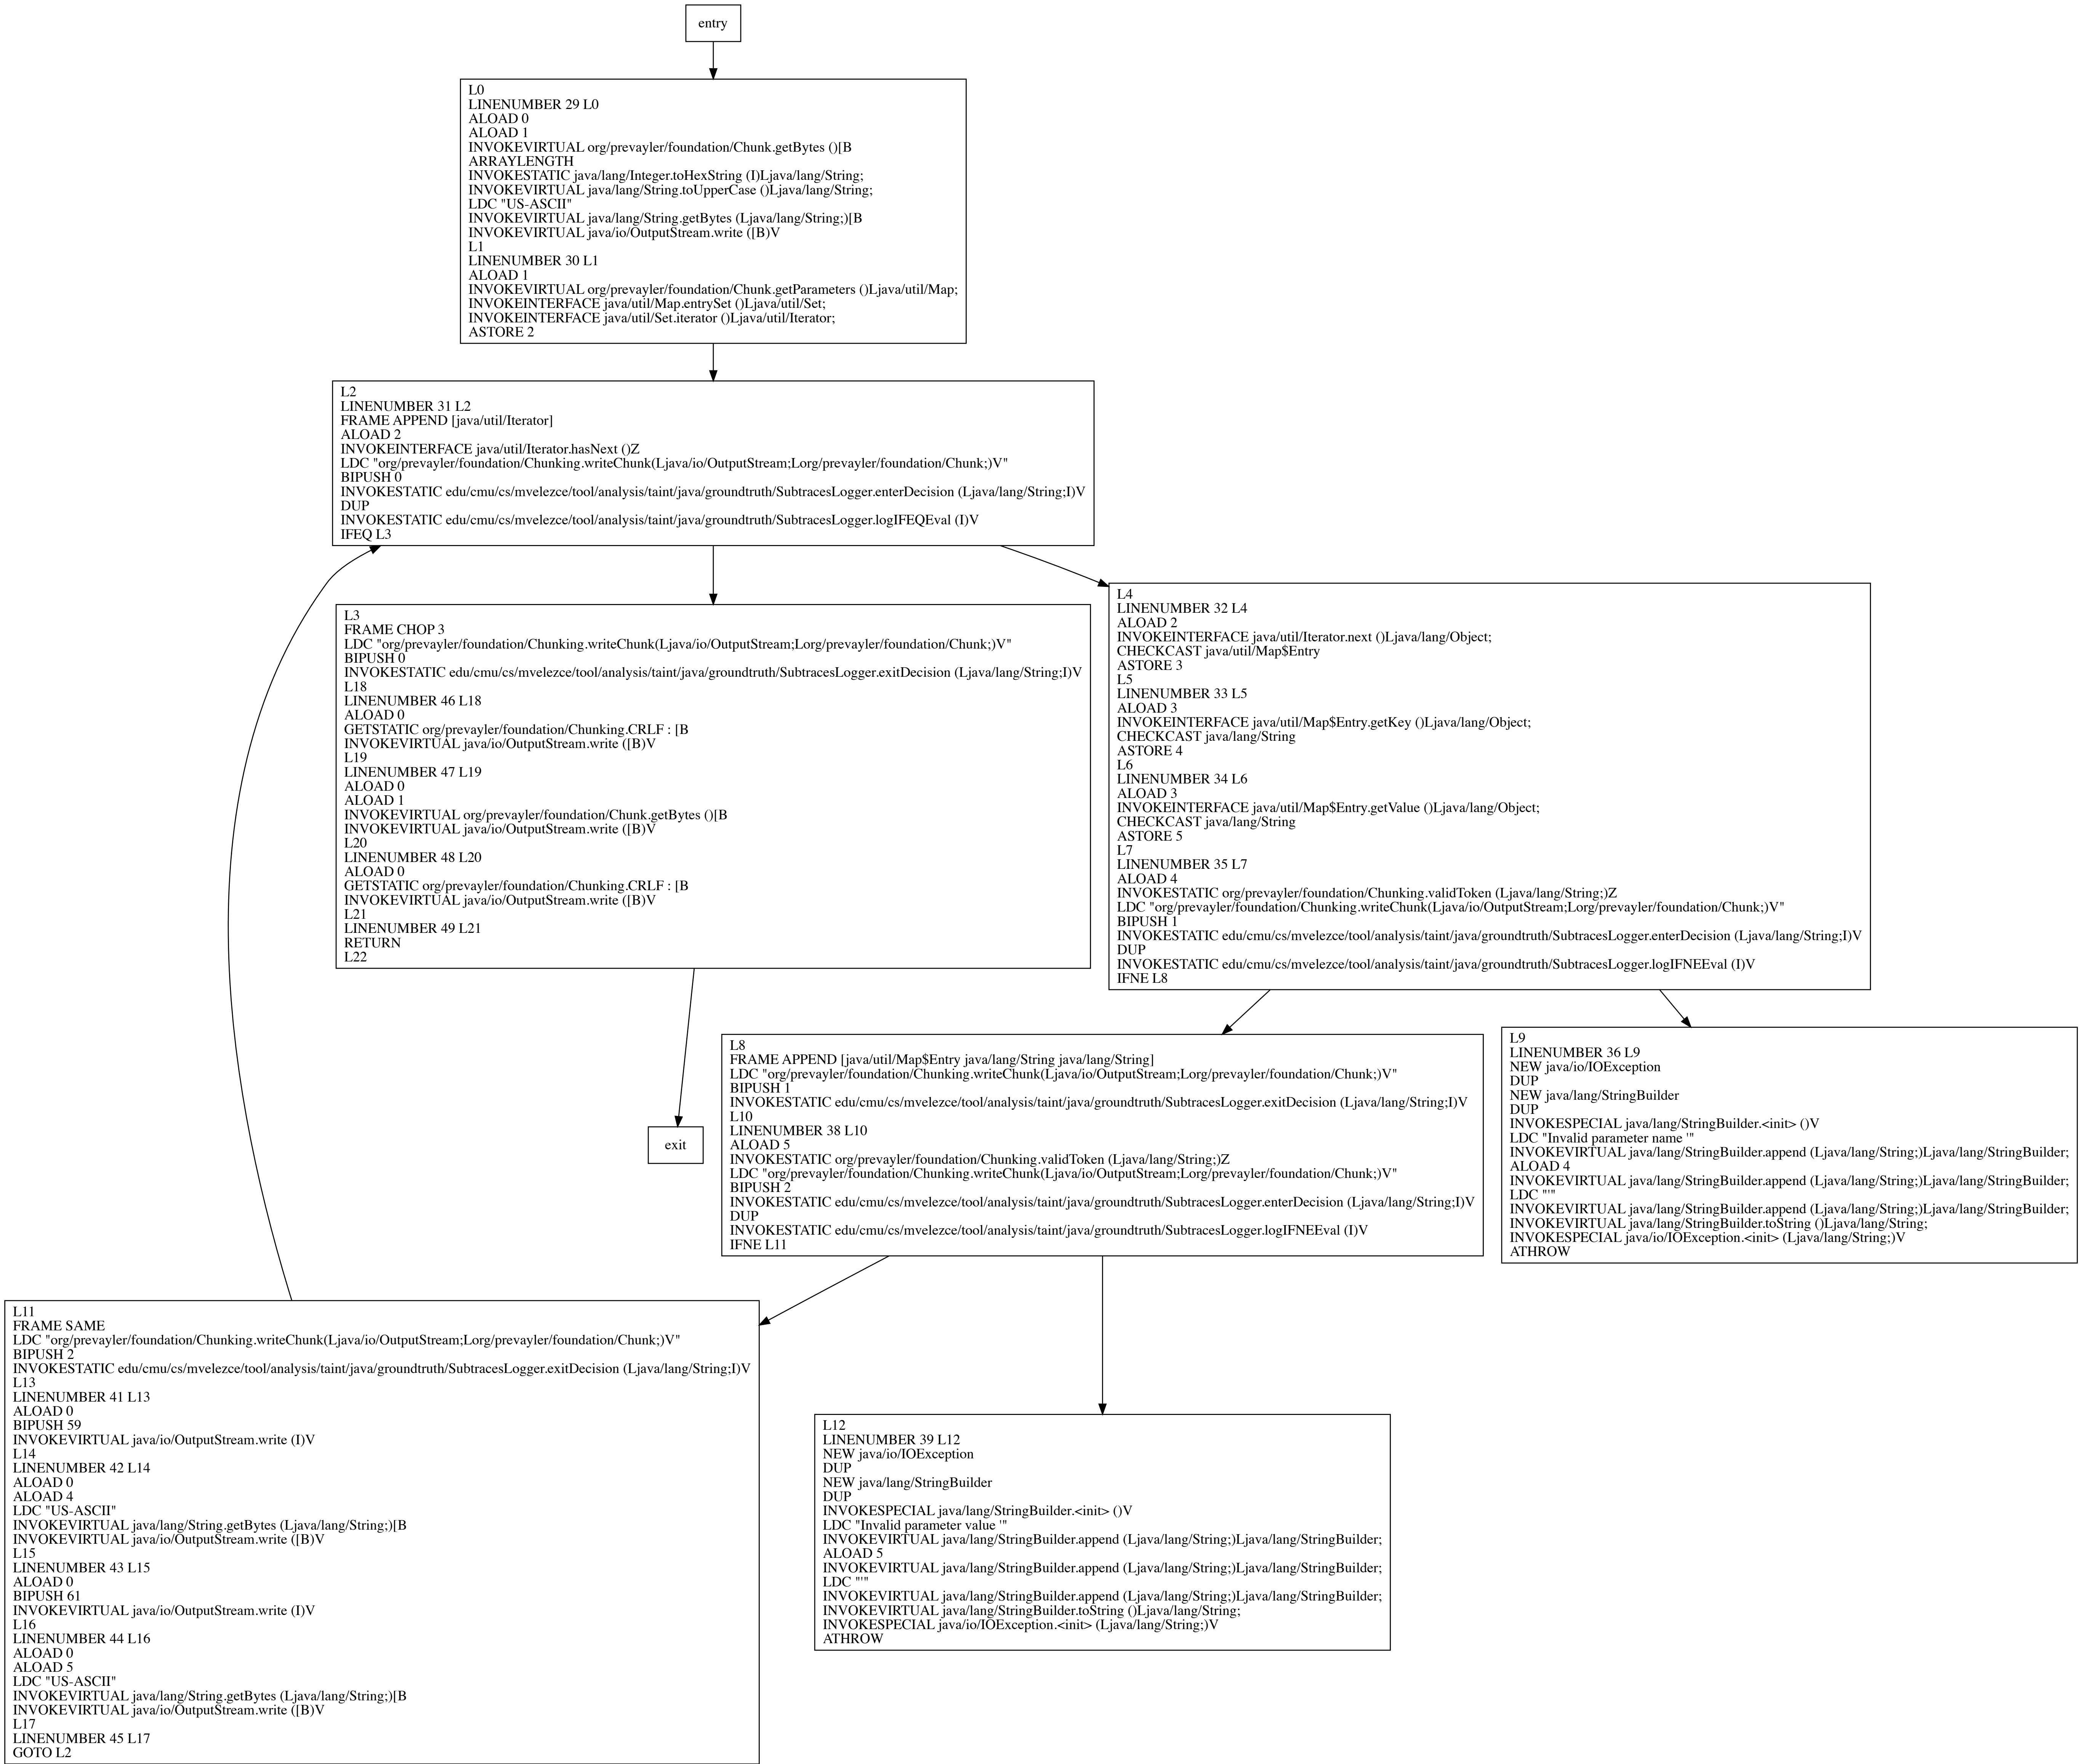 entry
L0
LINENUMBER 29 L0
ALOAD 0
ALOAD 1
INVOKEVIRTUAL org/prevayler/foundation/Chunk.getBytes ()[B
ARRAYLENGTH
INVOKESTATIC java/lang/Integer.toHexString (I)Ljava/lang/String;
INVOKEVIRTUAL java/lang/String.toUpperCase ()Ljava/lang/String;
LDC "US-ASCII"
INVOKEVIRTUAL java/lang/String.getBytes (Ljava/lang/String;)[B
INVOKEVIRTUAL java/io/OutputStream.write ([B)V
L1
LINENUMBER 30 L1
ALOAD 1
INVOKEVIRTUAL org/prevayler/foundation/Chunk.getParameters ()Ljava/util/Map;
INVOKEINTERFACE java/util/Map.entrySet ()Ljava/util/Set;
INVOKEINTERFACE java/util/Set.iterator ()Ljava/util/Iterator;
ASTORE 2
L2
LINENUMBER 31 L2
FRAME APPEND [java/util/Iterator]
ALOAD 2
INVOKEINTERFACE java/util/Iterator.hasNext ()Z
LDC "org/prevayler/foundation/Chunking.writeChunk(Ljava/io/OutputStream;Lorg/prevayler/foundation/Chunk;)V"
BIPUSH 0
INVOKESTATIC edu/cmu/cs/mvelezce/tool/analysis/taint/java/groundtruth/SubtracesLogger.enterDecision (Ljava/lang/String;I)V
DUP
INVOKESTATIC edu/cmu/cs/mvelezce/tool/analysis/taint/java/groundtruth/SubtracesLogger.logIFEQEval (I)V
IFEQ L3
L3
FRAME CHOP 3
LDC "org/prevayler/foundation/Chunking.writeChunk(Ljava/io/OutputStream;Lorg/prevayler/foundation/Chunk;)V"
BIPUSH 0
INVOKESTATIC edu/cmu/cs/mvelezce/tool/analysis/taint/java/groundtruth/SubtracesLogger.exitDecision (Ljava/lang/String;I)V
L18
LINENUMBER 46 L18
ALOAD 0
GETSTATIC org/prevayler/foundation/Chunking.CRLF : [B
INVOKEVIRTUAL java/io/OutputStream.write ([B)V
L19
LINENUMBER 47 L19
ALOAD 0
ALOAD 1
INVOKEVIRTUAL org/prevayler/foundation/Chunk.getBytes ()[B
INVOKEVIRTUAL java/io/OutputStream.write ([B)V
L20
LINENUMBER 48 L20
ALOAD 0
GETSTATIC org/prevayler/foundation/Chunking.CRLF : [B
INVOKEVIRTUAL java/io/OutputStream.write ([B)V
L21
LINENUMBER 49 L21
RETURN
L22
L4
LINENUMBER 32 L4
ALOAD 2
INVOKEINTERFACE java/util/Iterator.next ()Ljava/lang/Object;
CHECKCAST java/util/Map$Entry
ASTORE 3
L5
LINENUMBER 33 L5
ALOAD 3
INVOKEINTERFACE java/util/Map$Entry.getKey ()Ljava/lang/Object;
CHECKCAST java/lang/String
ASTORE 4
L6
LINENUMBER 34 L6
ALOAD 3
INVOKEINTERFACE java/util/Map$Entry.getValue ()Ljava/lang/Object;
CHECKCAST java/lang/String
ASTORE 5
L7
LINENUMBER 35 L7
ALOAD 4
INVOKESTATIC org/prevayler/foundation/Chunking.validToken (Ljava/lang/String;)Z
LDC "org/prevayler/foundation/Chunking.writeChunk(Ljava/io/OutputStream;Lorg/prevayler/foundation/Chunk;)V"
BIPUSH 1
INVOKESTATIC edu/cmu/cs/mvelezce/tool/analysis/taint/java/groundtruth/SubtracesLogger.enterDecision (Ljava/lang/String;I)V
DUP
INVOKESTATIC edu/cmu/cs/mvelezce/tool/analysis/taint/java/groundtruth/SubtracesLogger.logIFNEEval (I)V
IFNE L8
L8
FRAME APPEND [java/util/Map$Entry java/lang/String java/lang/String]
LDC "org/prevayler/foundation/Chunking.writeChunk(Ljava/io/OutputStream;Lorg/prevayler/foundation/Chunk;)V"
BIPUSH 1
INVOKESTATIC edu/cmu/cs/mvelezce/tool/analysis/taint/java/groundtruth/SubtracesLogger.exitDecision (Ljava/lang/String;I)V
L10
LINENUMBER 38 L10
ALOAD 5
INVOKESTATIC org/prevayler/foundation/Chunking.validToken (Ljava/lang/String;)Z
LDC "org/prevayler/foundation/Chunking.writeChunk(Ljava/io/OutputStream;Lorg/prevayler/foundation/Chunk;)V"
BIPUSH 2
INVOKESTATIC edu/cmu/cs/mvelezce/tool/analysis/taint/java/groundtruth/SubtracesLogger.enterDecision (Ljava/lang/String;I)V
DUP
INVOKESTATIC edu/cmu/cs/mvelezce/tool/analysis/taint/java/groundtruth/SubtracesLogger.logIFNEEval (I)V
IFNE L11
L9
LINENUMBER 36 L9
NEW java/io/IOException
DUP
NEW java/lang/StringBuilder
DUP
INVOKESPECIAL java/lang/StringBuilder.<init> ()V
LDC "Invalid parameter name '"
INVOKEVIRTUAL java/lang/StringBuilder.append (Ljava/lang/String;)Ljava/lang/StringBuilder;
ALOAD 4
INVOKEVIRTUAL java/lang/StringBuilder.append (Ljava/lang/String;)Ljava/lang/StringBuilder;
LDC "'"
INVOKEVIRTUAL java/lang/StringBuilder.append (Ljava/lang/String;)Ljava/lang/StringBuilder;
INVOKEVIRTUAL java/lang/StringBuilder.toString ()Ljava/lang/String;
INVOKESPECIAL java/io/IOException.<init> (Ljava/lang/String;)V
ATHROW
exit
L11
FRAME SAME
LDC "org/prevayler/foundation/Chunking.writeChunk(Ljava/io/OutputStream;Lorg/prevayler/foundation/Chunk;)V"
BIPUSH 2
INVOKESTATIC edu/cmu/cs/mvelezce/tool/analysis/taint/java/groundtruth/SubtracesLogger.exitDecision (Ljava/lang/String;I)V
L13
LINENUMBER 41 L13
ALOAD 0
BIPUSH 59
INVOKEVIRTUAL java/io/OutputStream.write (I)V
L14
LINENUMBER 42 L14
ALOAD 0
ALOAD 4
LDC "US-ASCII"
INVOKEVIRTUAL java/lang/String.getBytes (Ljava/lang/String;)[B
INVOKEVIRTUAL java/io/OutputStream.write ([B)V
L15
LINENUMBER 43 L15
ALOAD 0
BIPUSH 61
INVOKEVIRTUAL java/io/OutputStream.write (I)V
L16
LINENUMBER 44 L16
ALOAD 0
ALOAD 5
LDC "US-ASCII"
INVOKEVIRTUAL java/lang/String.getBytes (Ljava/lang/String;)[B
INVOKEVIRTUAL java/io/OutputStream.write ([B)V
L17
LINENUMBER 45 L17
GOTO L2
L12
LINENUMBER 39 L12
NEW java/io/IOException
DUP
NEW java/lang/StringBuilder
DUP
INVOKESPECIAL java/lang/StringBuilder.<init> ()V
LDC "Invalid parameter value '"
INVOKEVIRTUAL java/lang/StringBuilder.append (Ljava/lang/String;)Ljava/lang/StringBuilder;
ALOAD 5
INVOKEVIRTUAL java/lang/StringBuilder.append (Ljava/lang/String;)Ljava/lang/StringBuilder;
LDC "'"
INVOKEVIRTUAL java/lang/StringBuilder.append (Ljava/lang/String;)Ljava/lang/StringBuilder;
INVOKEVIRTUAL java/lang/StringBuilder.toString ()Ljava/lang/String;
INVOKESPECIAL java/io/IOException.<init> (Ljava/lang/String;)V
ATHROW